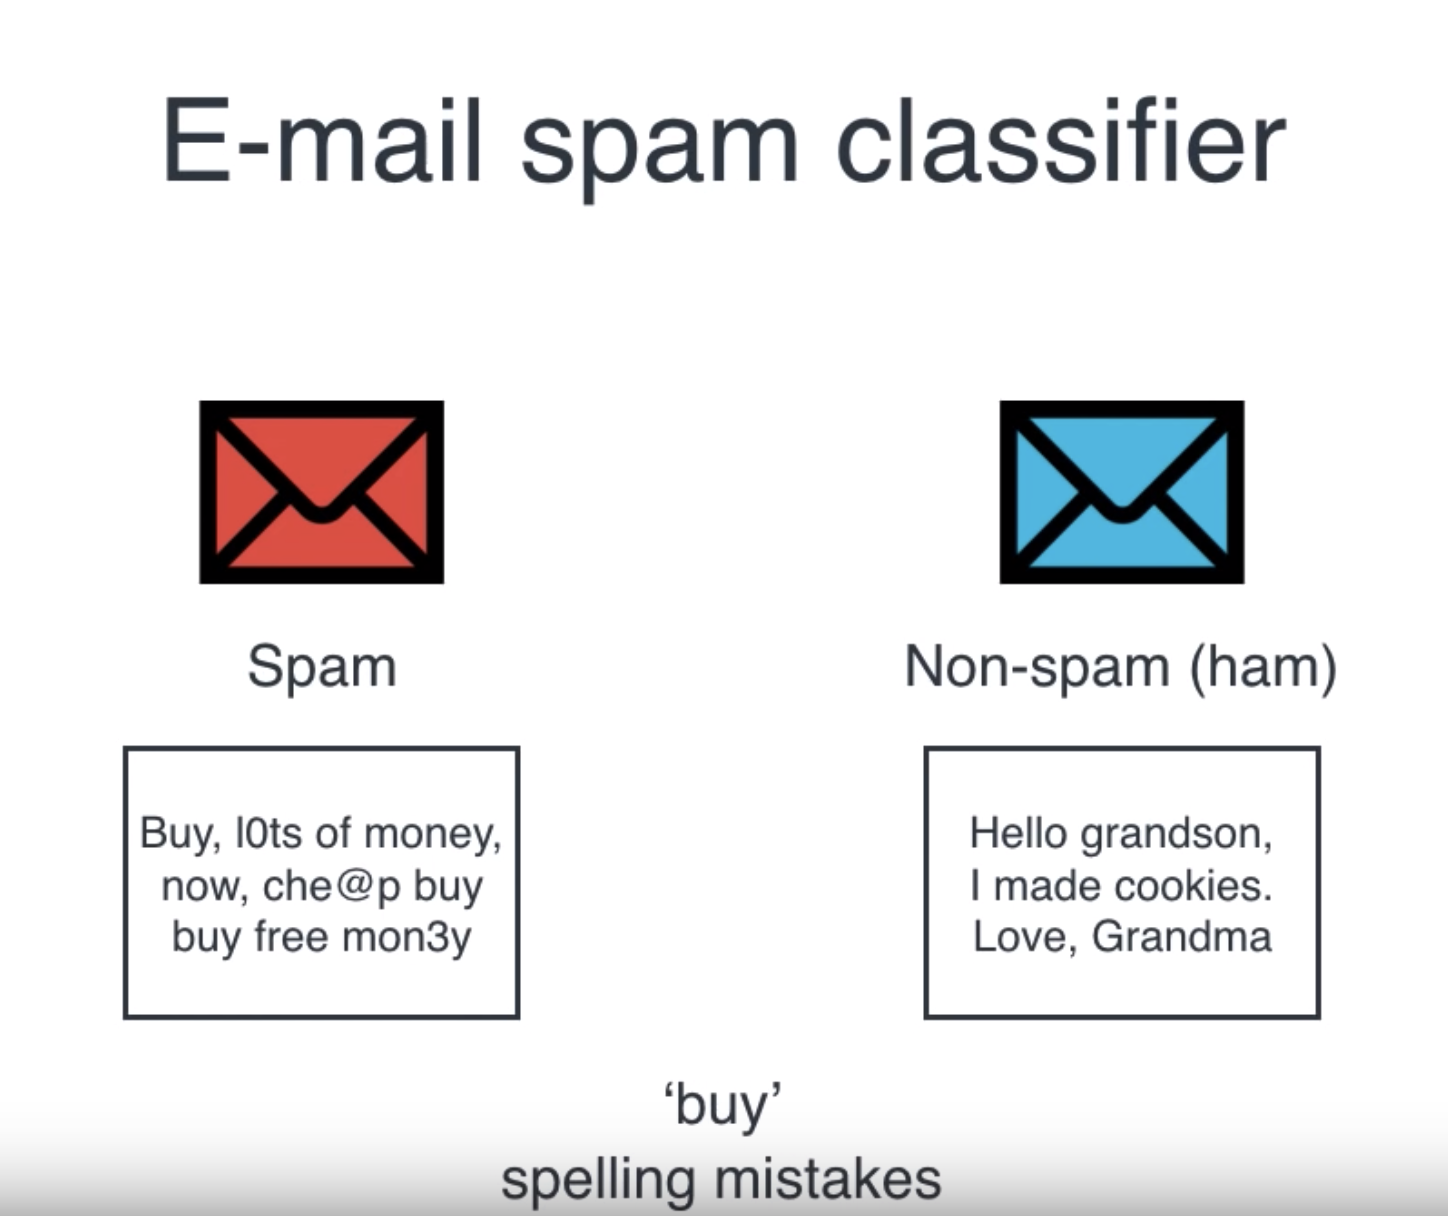 E-mail spam classifier
Spam
Non-spam (ham)
Buy, l0ts of money,
now, che@p buy
buy free mon3y
Hello grandson,
I made cookies.
Love, Grandma
‘buy’
spelling mistakes